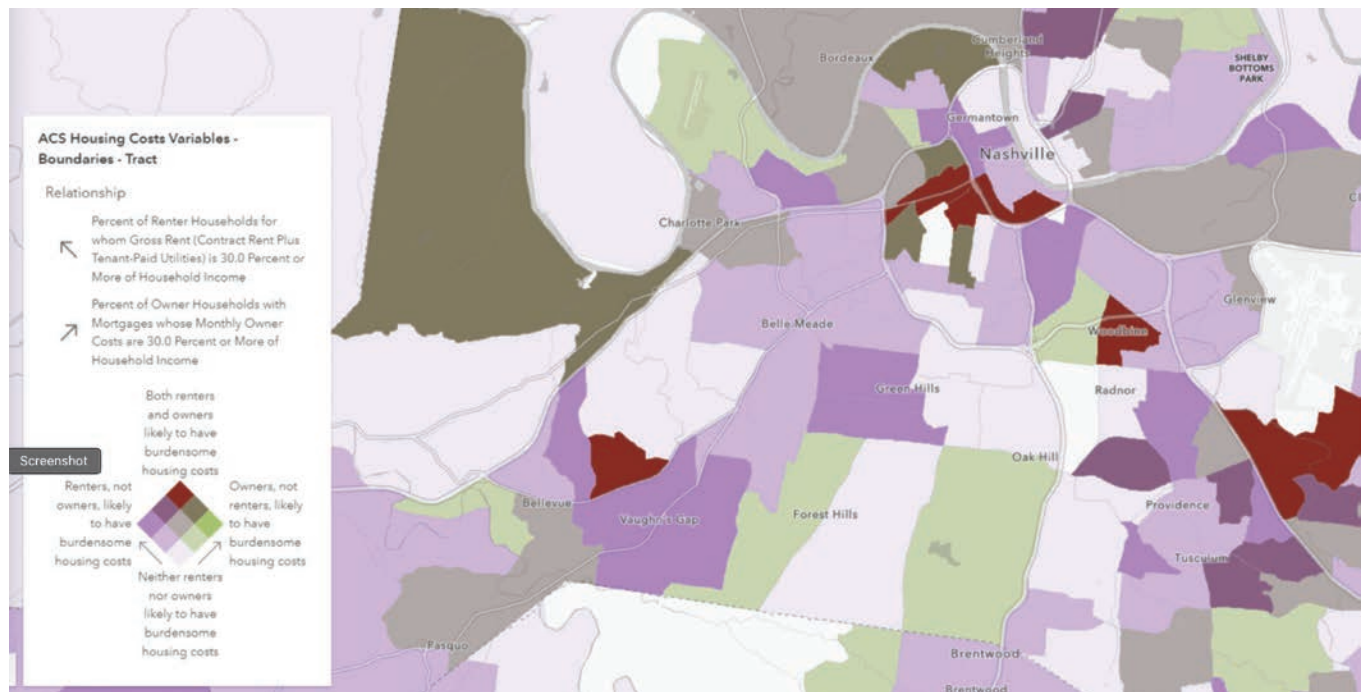 ACS Housing Costs Variables -
Boundaries - Tract
Relationship
Percent of Renter Households for
whom Gross Rent (Contract Rent Plus
Tenant-Paid Utilities) is 30.0 Percent or
More of Household Income
Percent of Owner Households with
Mortgages whose Monthly Owner
Costs are 30.0 Percent or More of
Household Income
Both renters
and owners
likely to have
burdensome
housing costs
Screenshot
Renters, not
owners, likely
to have
burdensome
housing costs
Owners, not
renters, likely
to have
burdensome
housing costs
Neither renters
nor owners
likely to have
burdensome
housing costs
Cumberland
Heights
Bordeaux
SHELBY
BOTTOMS
PARK
Germantown
Nashville
Charlotte Park
Glenview
Belle Meade
Woodbine
Green Hills
Radnor
Oak Hill
Bellevue
Vaughn's Gap
Forest Hills
Providence
Tusculum
Pasquo
Brentwood
Brentwood